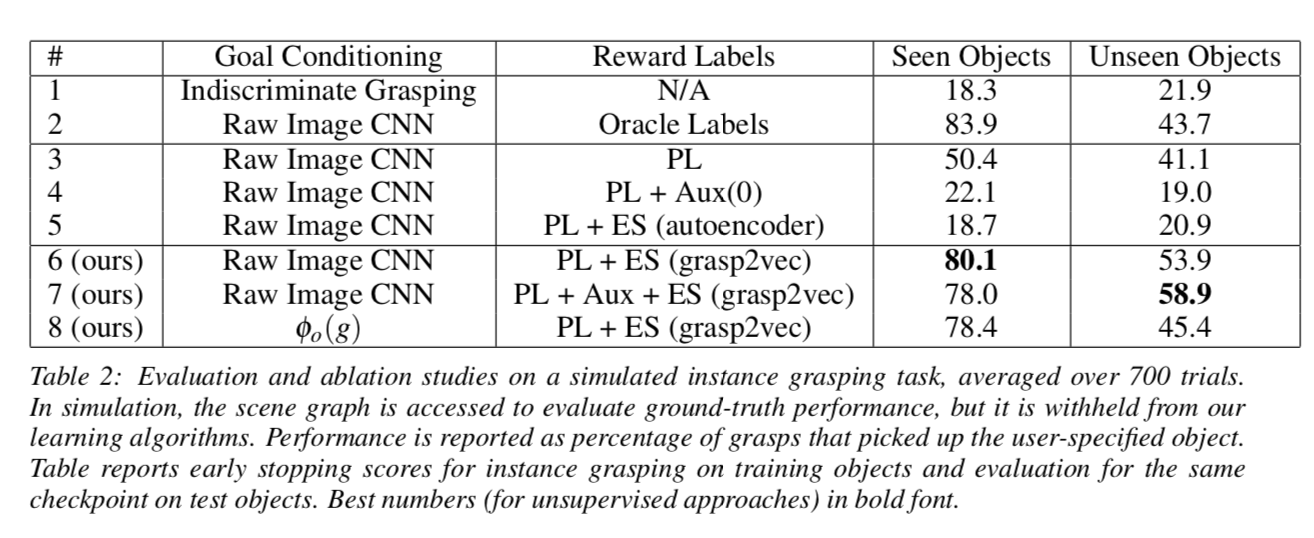 # Goal Conditioning Reward Labels Seen Objects Unseen Objects
1 Indiscriminate Grasping N/A 18.3 21.9
2 Raw Image CNN Oracle Labels 83.9 43.7
3 Raw Image CNN PL 50.4 41.1
4 Raw Image CNN PL + Aux(0) 22.1 19.0
5 Raw Image CNN PL + ES (autoencoder) 18.7 20.9
6 (ours) Raw Image CNN PL + ES (grasp2vec) 80.1 53.9
7 (ours) Raw Image CNN PL + Aux + ES (grasp2vec) 78.0 58.9
8 (ours) ϕₒ(g) PL + ES (grasp2vec) 78.4 45.4
Table 2: Evaluation and ablation studies on a simulated instance grasping task, averaged over 700 trials.
In simulation, the scene graph is accessed to evaluate ground-truth performance, but it is withheld from our
learning algorithms. Performance is reported as percentage of grasps that picked up the user-specified object.
Table reports early stopping scores for instance grasping on training objects and evaluation for the same
checkpoint on test objects. Best numbers (for unsupervised approaches) in bold font.